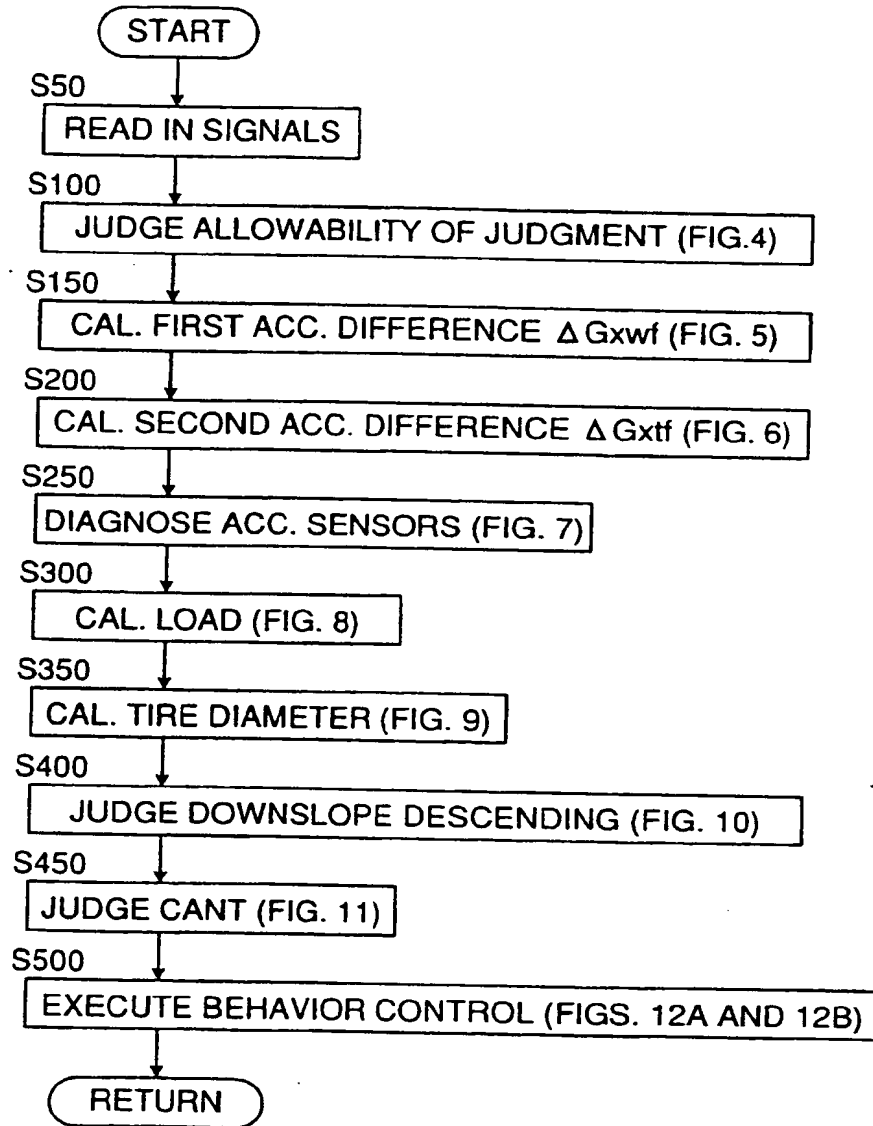 START
S50
READ IN SIGNALS
S100
JUDGE ALLOWABILITY OF JUDGMENT (FIG.4)
S150
CAL. FIRST ACC. DIFFERENCE Δ Gxwf (FIG. 5)
S200
CAL. SECOND ACC. DIFFERENCE Δ Gxtf (FIG. 6)
S250
DIAGNOSE ACC. SENSORS (FIG. 7)
S300
CAL. LOAD (FIG. 8)
S350
CAL. TIRE DIAMETER (FIG. 9)
S400
JUDGE DOWNSLOPE DESCENDING (FIG. 10)
S450
JUDGE CANT (FIG. 11)
S500
EXECUTE BEHAVIOR CONTROL (FIGS. 12A AND 12B)
RETURN